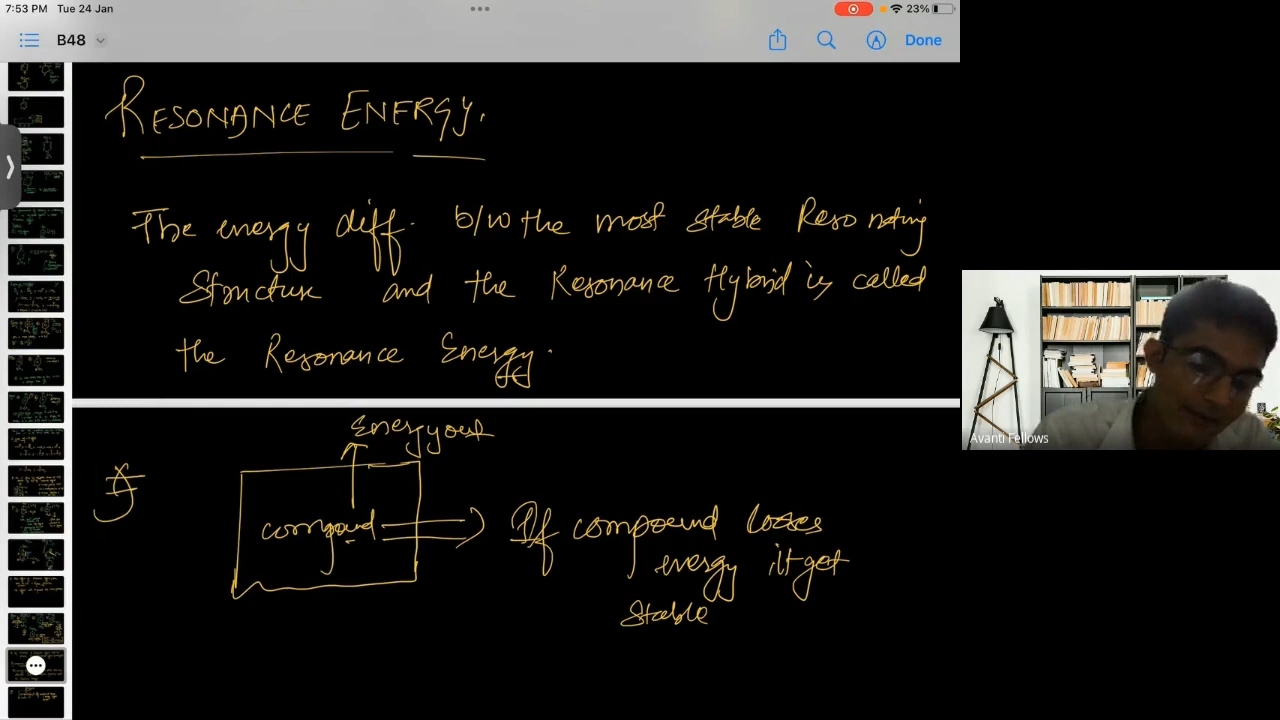 7:53 PM Tue 24 Jan
23%
B48
Done
RESONANCE ENERGY.
The energy diff. b/w the most stable Resonating
Structure and the Resonance Hybrid is called
the Resonance Energy.
Energy out
compound
If compound loses
energy it get
stable
Avanti Fellows